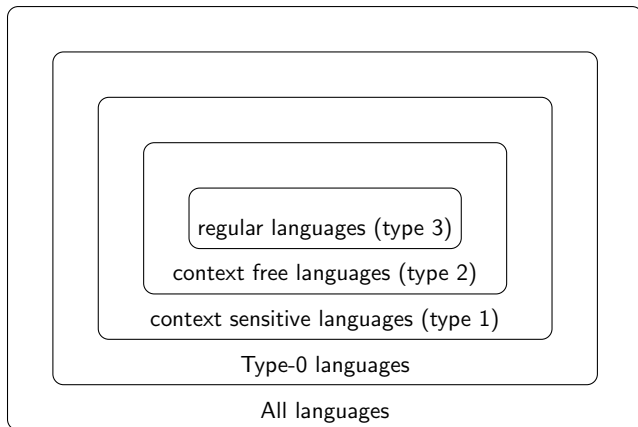 regular languages (type 3)
context free languages (type 2)
context sensitive languages (type 1)
Type-0 languages
All languages